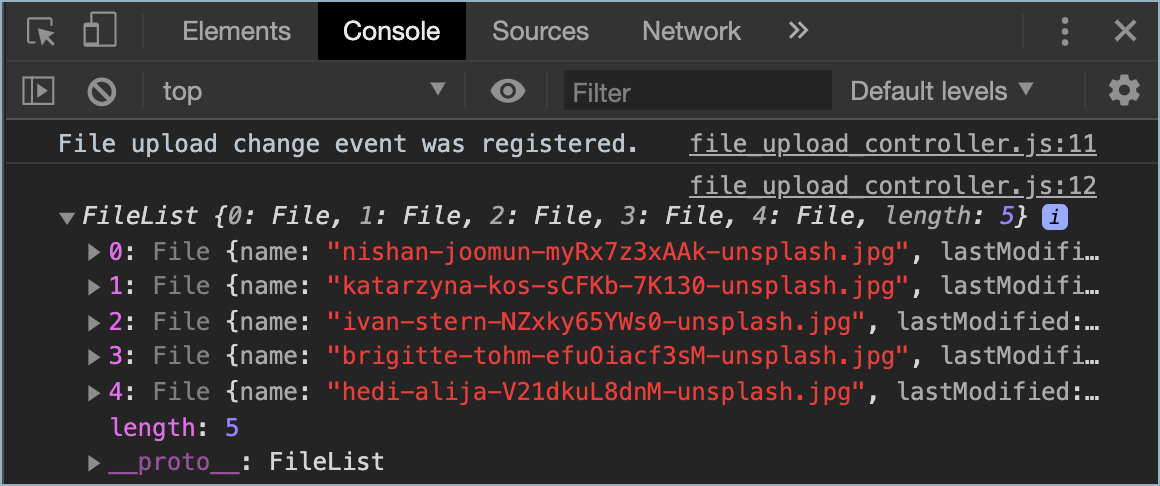 Elements Console Sources Network »
top Filter Default levels
File upload change event was registered. file_upload_controller.js:11
file_upload_controller.js:12
FileList {0: File, 1: File, 2: File, 3: File, 4: File, length: 5} i
0: File {name: "nishan-joomun-myRx7z3xAAk-unsplash.jpg", lastModifi…
1: File {name: "katarzyna-kos-sCFKb-7K130-unsplash.jpg", lastModifi…
2: File {name: "ivan-stern-NZxky65YWs0-unsplash.jpg", lastModified:…
3: File {name: "brigitte-tohm-efuOiacf3sM-unsplash.jpg", lastModifi…
4: File {name: "hedi-alija-V21dkuL8dnM-unsplash.jpg", lastModified:…
length: 5
__proto__: FileList